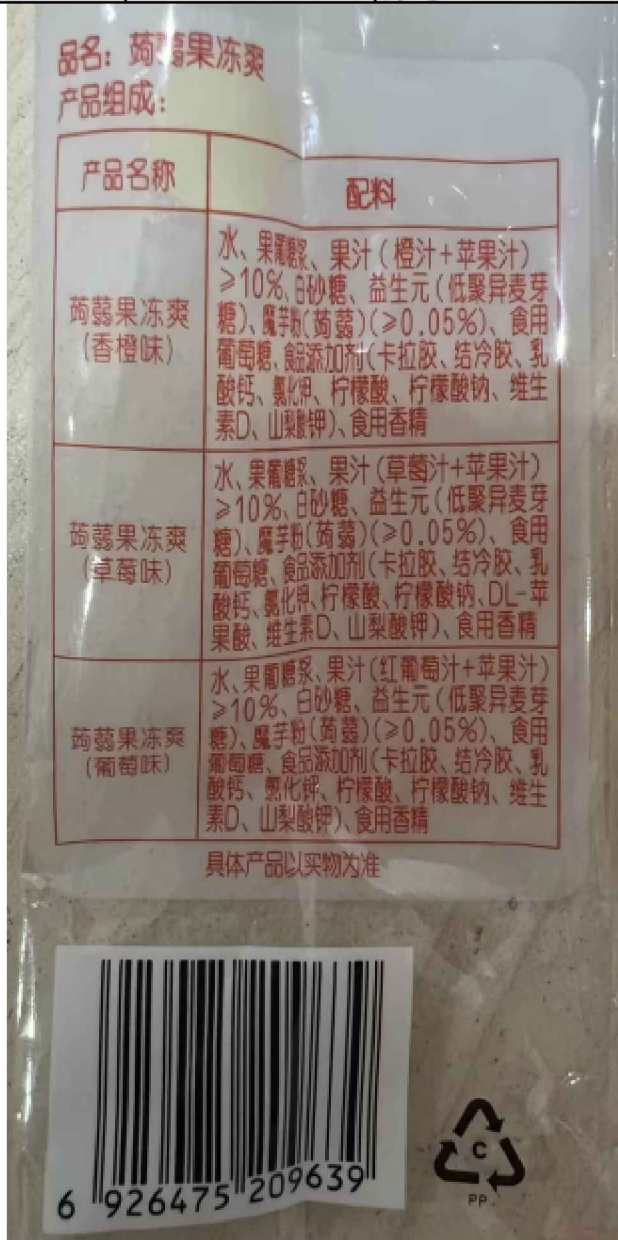 品名：蒟蒻果冻爽
产品组成：
产品名称
配料
蒟蒻果冻爽
(香橙味)
水、果葡糖浆、果汁(橙汁+苹果汁)
≥10%、白砂糖、益生元(低聚异麦芽
糖)、魔芋粉(蒟蒻)(≥0.05%)、食用
葡萄糖、食品添加剂(卡拉胶、结冷胶、乳
酸钙、氯化钾、柠檬酸、柠檬酸钠、维生
素D、山梨酸钾)、食用香精
蒟蒻果冻爽
(草莓味)
水、果葡糖浆、果汁(草莓汁+苹果汁)
≥10%、白砂糖、益生元(低聚异麦芽
糖)、魔芋粉(蒟蒻)(≥0.05%)、食用
葡萄糖、食品添加剂(卡拉胶、结冷胶、乳
酸钙、氯化钾、柠檬酸、柠檬酸钠、DL-苹
果酸、维生素D、山梨酸钾)、食用香精
蒟蒻果冻爽
(葡萄味)
水、果葡糖浆、果汁(红葡萄汁+苹果汁)
≥10%、白砂糖、益生元(低聚异麦芽
糖)、魔芋粉(蒟蒻)(≥0.05%)、食用
葡萄糖、食品添加剂(卡拉胶、结冷胶、乳
酸钙、氯化钾、柠檬酸、柠檬酸钠、维生
素D、山梨酸钾)、食用香精
具体产品以实物为准
6 926475 209639
C
PP